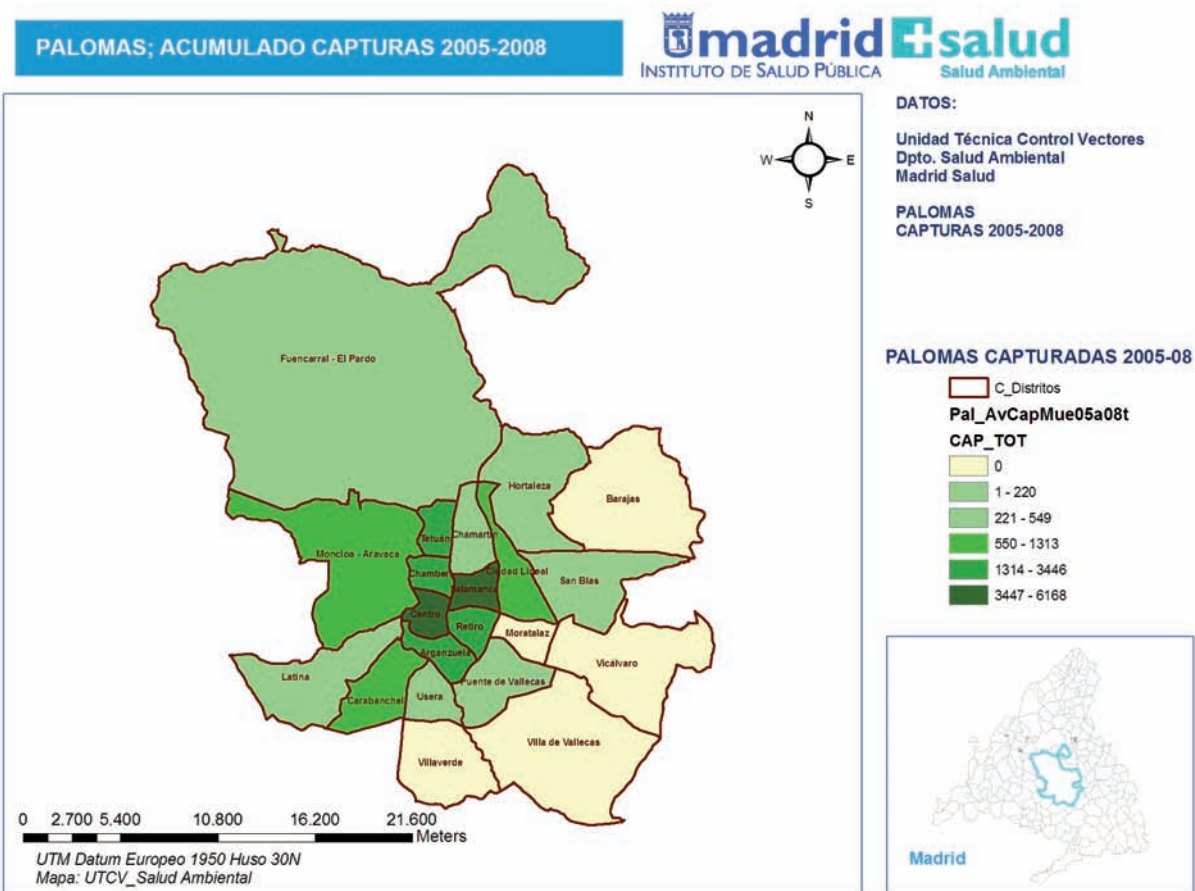 PALOMAS; ACUMULADO CAPTURAS 2005-2008
madrid salud
INSTITUTO DE SALUD PÚBLICA
Salud Ambiental
DATOS:
Unidad Técnica Control Vectores
Dpto. Salud Ambiental
Madrid Salud
PALOMAS
CAPTURAS 2005-2008
N
W
E
S
Fuencarral - El Pardo
Hortaleza
Barajas
Tetuán
Chamartín
Moncloa - Aravaca
Chamberí
Ciudad Lineal
Salamanca
San Blas
Centro
Retiro
Moratalaz
Arganzuela
Vicálvaro
Latina
Puente de Vallecas
Carabanchel
Usera
Villa de Vallecas
Villaverde
PALOMAS CAPTURADAS 2005-08
C_Distritos
Pal_AvCapMue05a08t
CAP_TOT
0
1 - 220
221 - 549
550 - 1313
1314 - 3446
3447 - 6168
0 2.700 5.400 10.800 16.200 21.600
Meters
UTM Datum Europeo 1950 Huso 30N
Mapa: UTCV_Salud Ambiental
Madrid